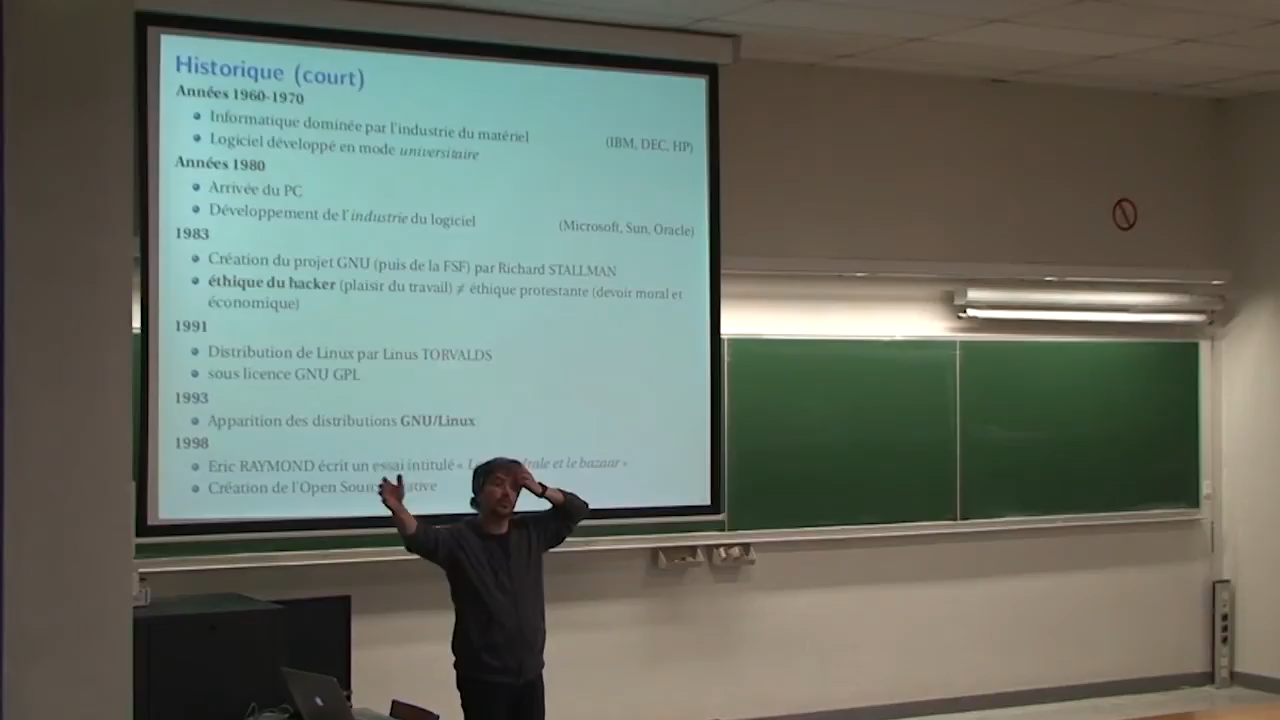 Historique (court)
Années 1960-1970
Informatique dominée par l'industrie du matériel (IBM, DEC, HP)
Logiciel développé en mode universitaire
Années 1980
Arrivée du PC
Développement de l'industrie du logiciel (Microsoft, Sun, Oracle)
1983
Création du projet GNU (puis de la FSF) par Richard STALLMAN
éthique du hacker (plaisir du travail) ≠ éthique protestante (devoir moral et
économique)
1991
Distribution de Linux par Linus TORVALDS
sous licence GNU GPL
1993
Apparition des distributions GNU/Linux
1998
Eric RAYMOND écrit un essai intitulé « et le bazaar »
Création de l'Open